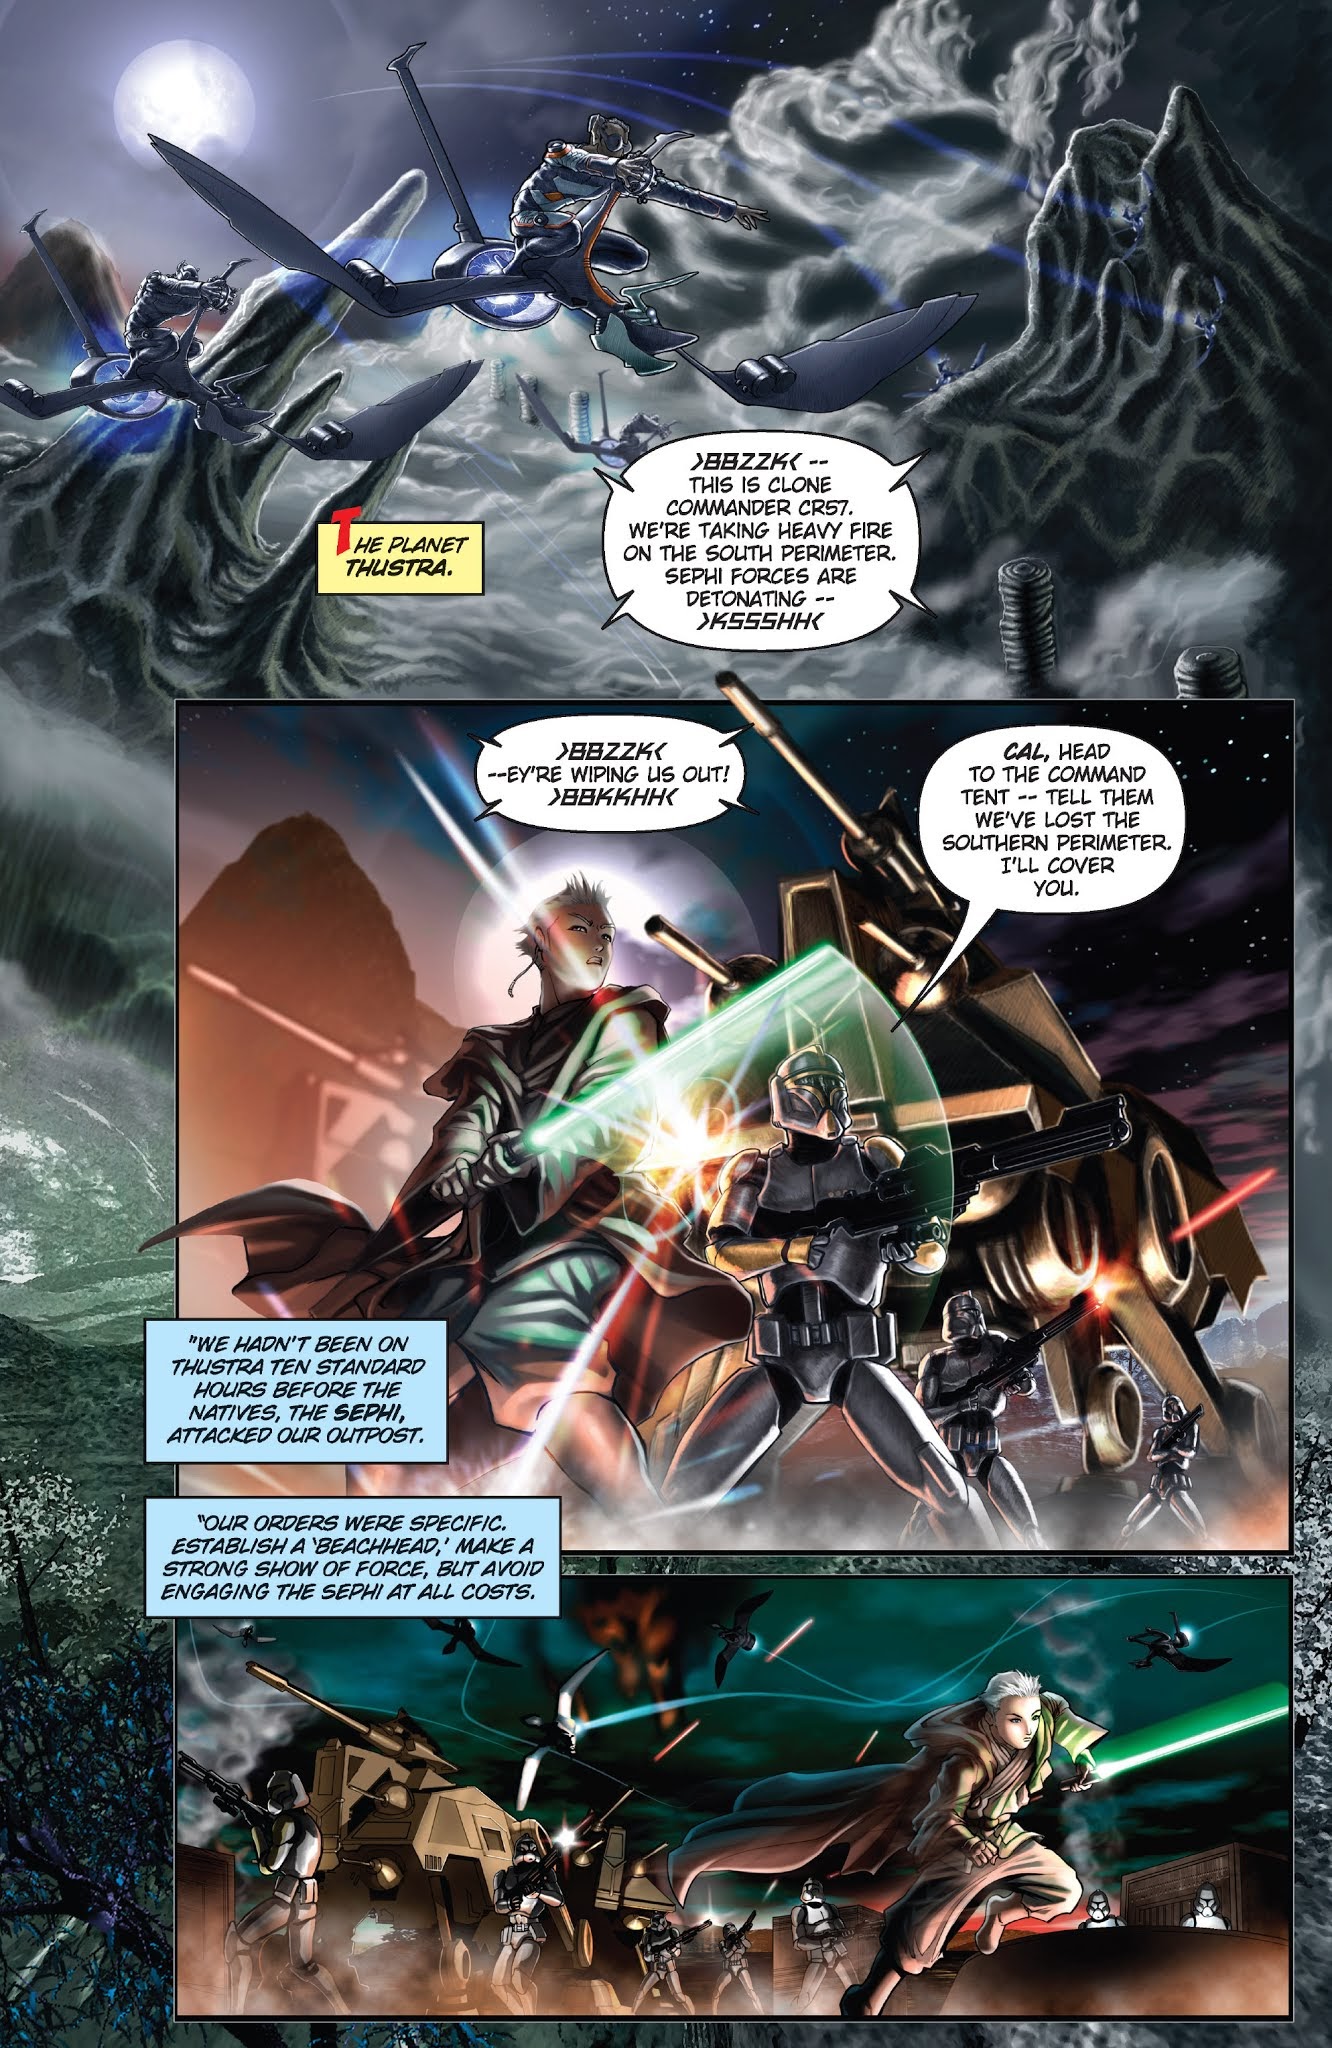 THE PLANET
THUSTRA.
>BBZZK< --
THIS IS CLONE
COMMANDER CR57.
WE'RE TAKING HEAVY FIRE
ON THE SOUTH PERIMETER.
SEPHI FORCES ARE
DETONATING --
>KSSSHH<
>BBZZK<
--EY'RE WIPING US OUT!
>BBKKHH<
CAL, HEAD
TO THE COMMAND
TENT -- TELL THEM
WE'VE LOST THE
SOUTHERN PERIMETER.
I'LL COVER
YOU.
"WE HADN'T BEEN ON
THUSTRA TEN STANDARD
HOURS BEFORE THE
NATIVES, THE SEPHI,
ATTACKED OUR OUTPOST.
"OUR ORDERS WERE SPECIFIC.
ESTABLISH A 'BEACHHEAD,' MAKE A
STRONG SHOW OF FORCE, BUT AVOID
ENGAGING THE SEPHI AT ALL COSTS.